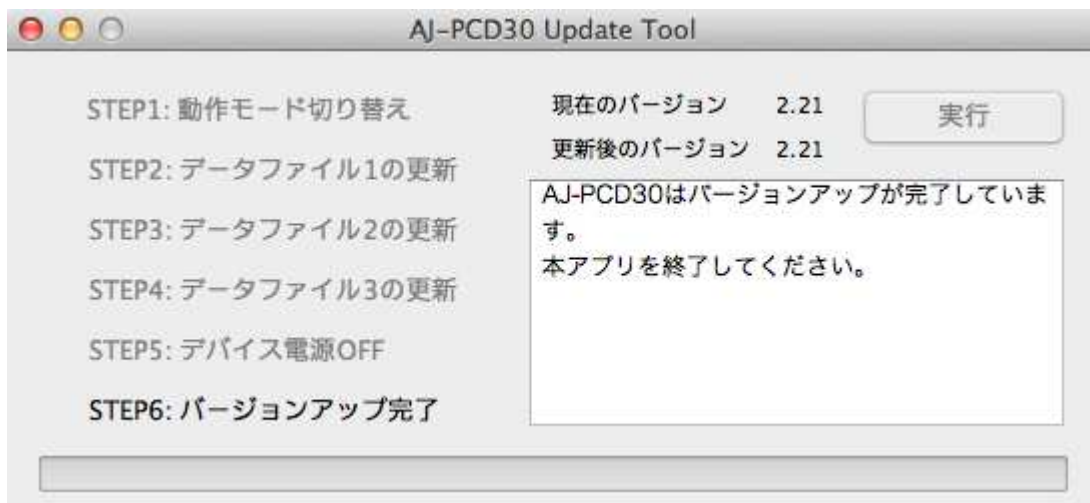 AJ-PCD30 Update Tool
STEP1: 動作モード切り替え
STEP2: データファイル1の更新
STEP3: データファイル2の更新
STEP4: データファイル3の更新
STEP5: デバイス電源OFF
STEP6: バージョンアップ完了
現在のバージョン 2.21
更新後のバージョン 2.21
実行
AJ-PCD30はバージョンアップが完了していま
す。
本アプリを終了してください。